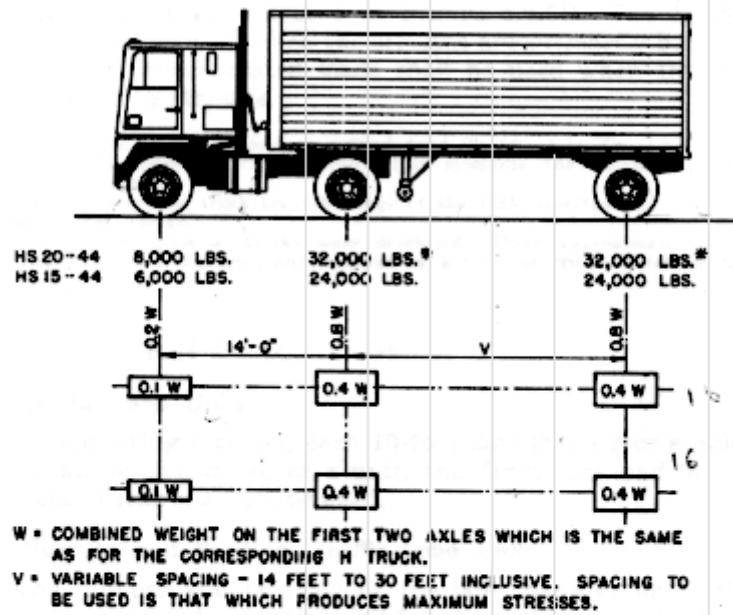 HS 20-44 8,000 LBS. 32,000 LBS.* 32,000 LBS.*
HS 15-44 6,000 LBS. 24,000 LBS. 24,000 LBS.
0.2 W 0.8 W 0.8 W
14'-0" V
0.1 W 0.4 W 0.4 W
16
0.1 W 0.4 W 0.4 W
W = COMBINED WEIGHT ON THE FIRST TWO AXLES WHICH IS THE SAME
AS FOR THE CORRESPONDING H TRUCK.
V = VARIABLE SPACING - 14 FEET TO 30 FEET INCLUSIVE. SPACING TO
BE USED IS THAT WHICH PRODUCES MAXIMUM STRESSES.